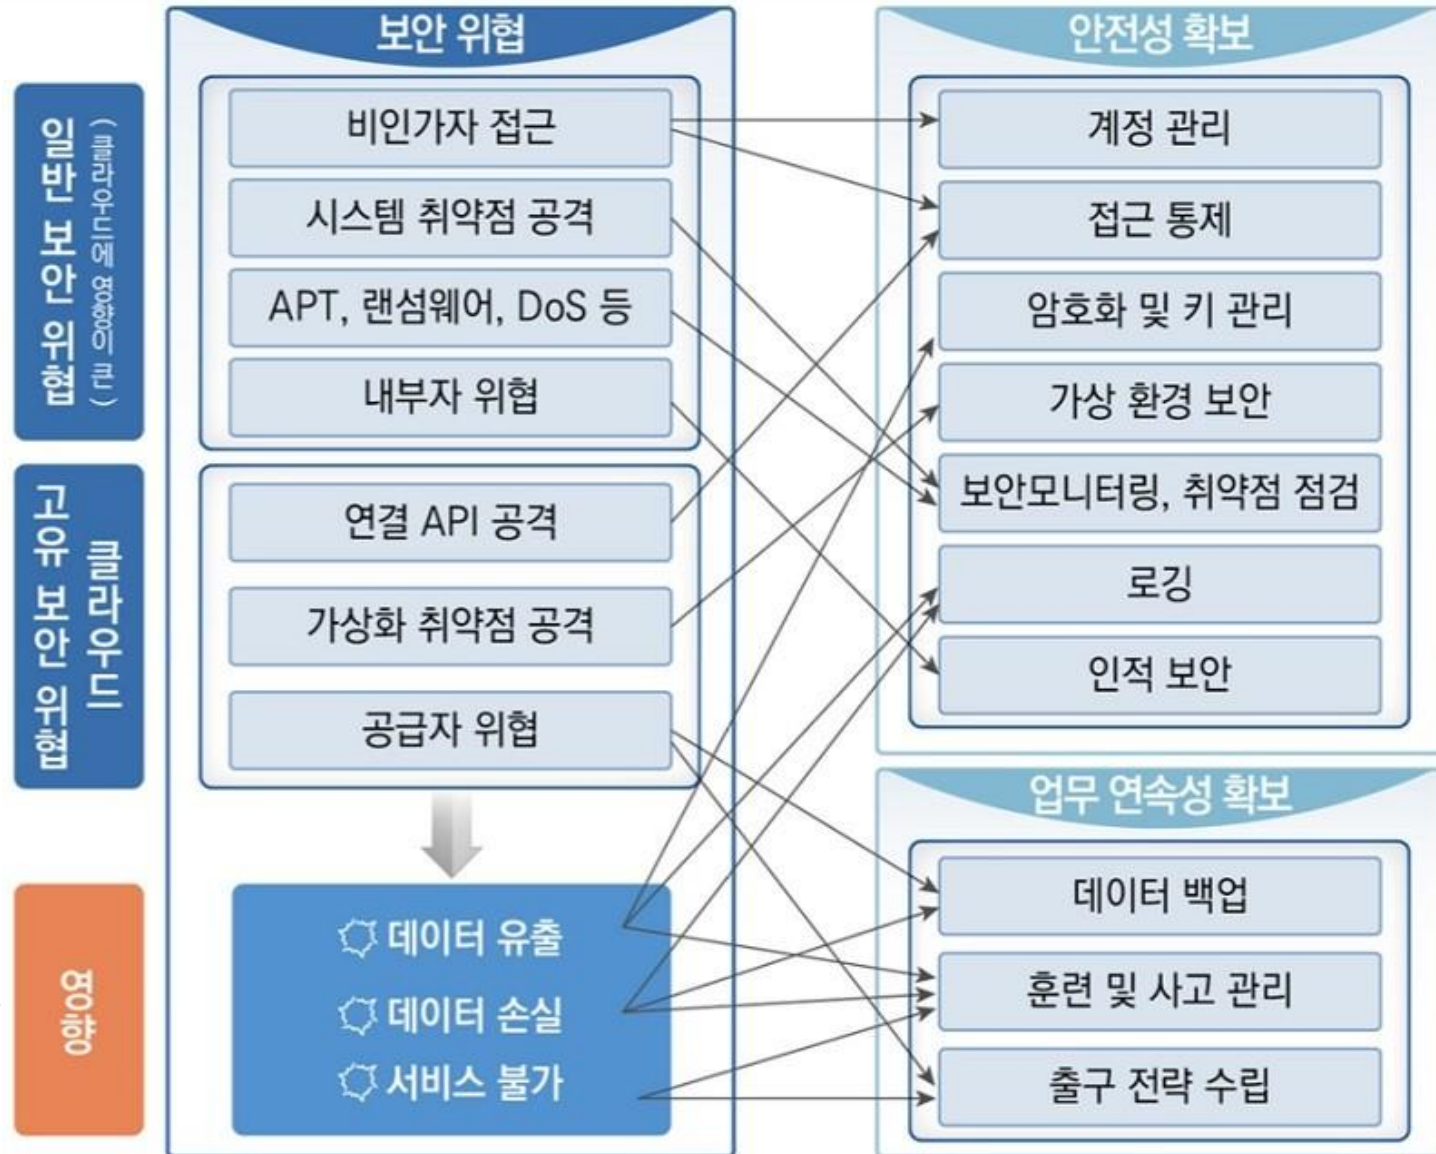 보안 위협
안전성 확보
일반 보안 위협
(클라우드에 영향이 큰)
비인가자 접근
시스템 취약점 공격
APT, 랜섬웨어, DoS 등
내부자 위협
클라우드
고유 보안 위협
연결 API 공격
가상화 취약점 공격
공급자 위협
영향
데이터 유출
데이터 손실
서비스 불가
계정 관리
접근 통제
암호화 및 키 관리
가상 환경 보안
보안모니터링, 취약점 점검
로깅
인적 보안
업무 연속성 확보
데이터 백업
훈련 및 사고 관리
출구 전략 수립